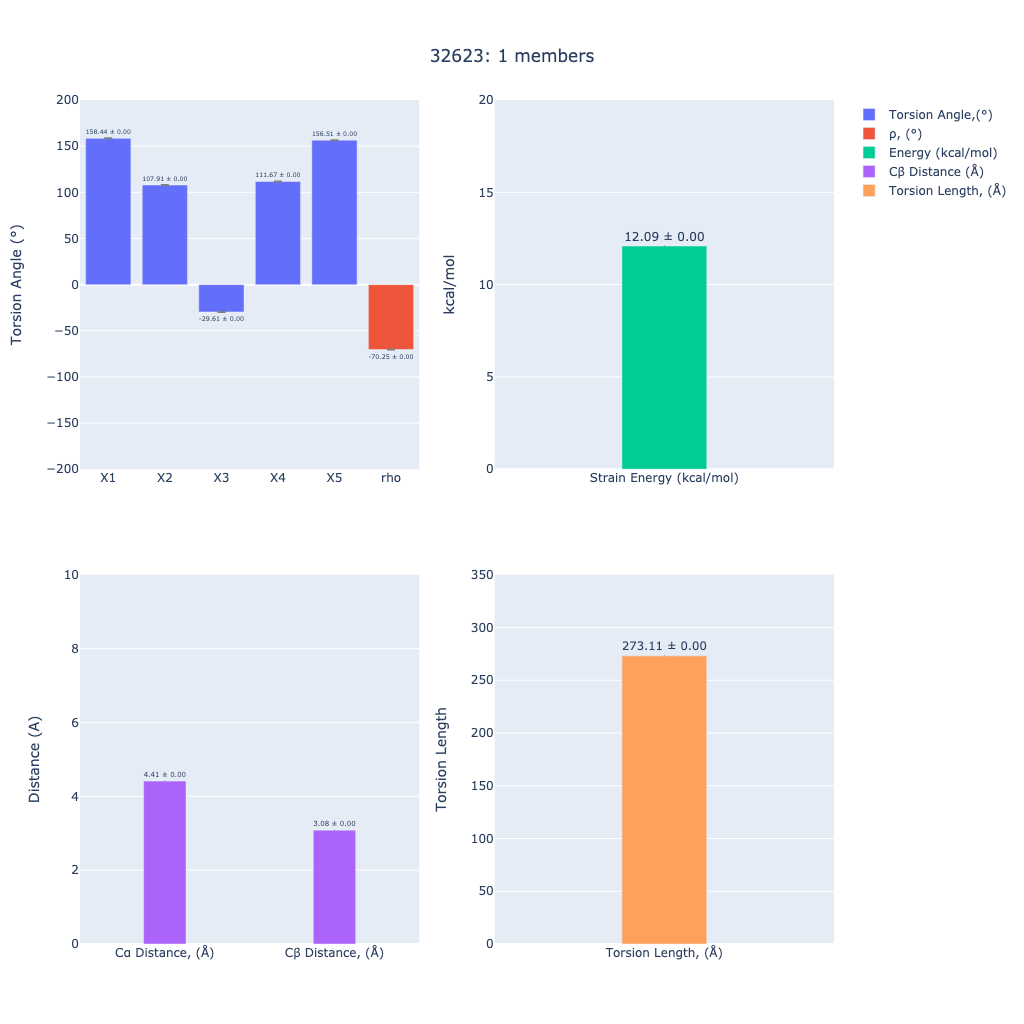 32623: 1 members
Torsion Angle (°)
200
150
100
50
0
−50
−100
−150
−200
158.44 ± 0.00
107.91 ± 0.00
-29.61 ± 0.00
111.67 ± 0.00
156.51 ± 0.00
-70.25 ± 0.00
X1 X2 X3 X4 X5 rho
kcal/mol
20
15
10
5
0
12.09 ± 0.00
Strain Energy (kcal/mol)
Torsion Angle,(°)
ρ, (°)
Energy (kcal/mol)
Cβ Distance (Å)
Torsion Length, (Å)
Distance (A)
10
8
6
4
2
0
4.41 ± 0.00
3.08 ± 0.00
Cα Distance, (Å) Cβ Distance, (Å)
Torsion Length
350
300
250
200
150
100
50
0
273.11 ± 0.00
Torsion Length, (Å)